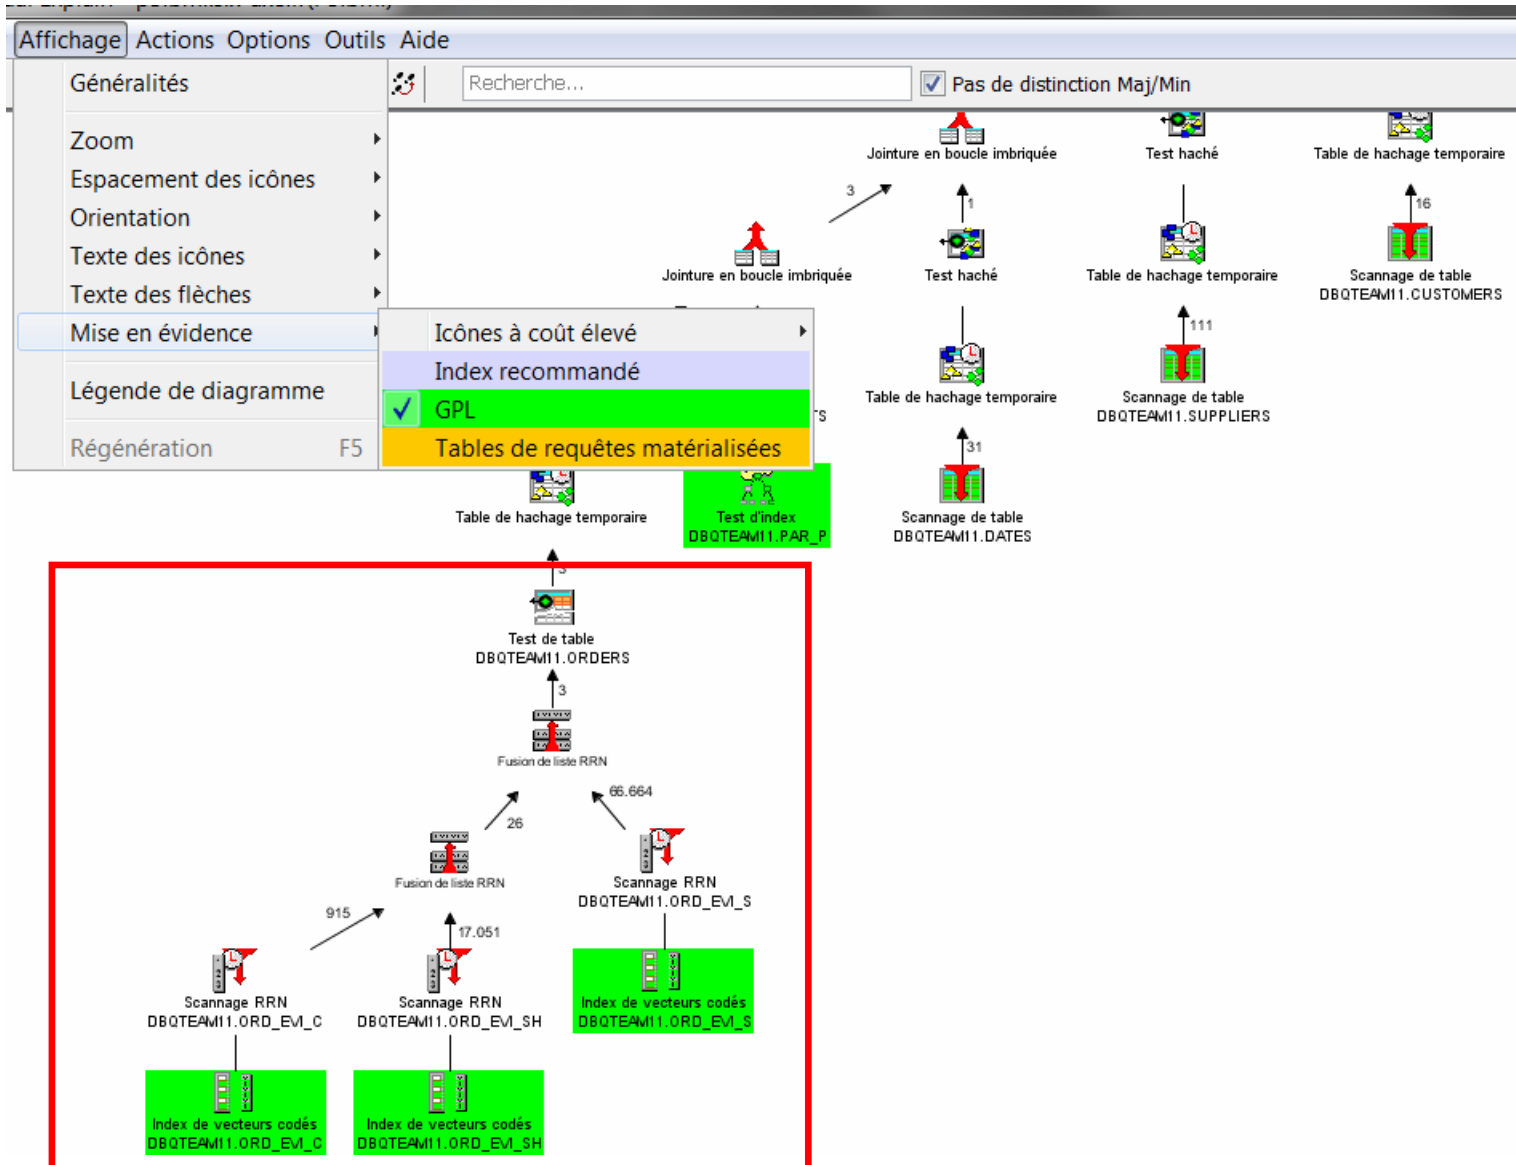 Affichage Actions Options Outils Aide
Généralités
Recherche...
Pas de distinction Maj/Min
Zoom
Espacement des icônes
Orientation
Texte des icônes
Texte des flèches
Mise en évidence
Légende de diagramme
Régénération F5
Icônes à coût élevé
Index recommandé
GPL
Tables de requêtes matérialisées
Jointure en boucle imbriquée
Test haché
Table de hachage temporaire
3
1
16
Jointure en boucle imbriquée
Test haché
Table de hachage temporaire
Scannage de table
DBQTEAM11.CUSTOMERS
111
Table de hachage temporaire
Scannage de table
DBQTEAM11.SUPPLIERS
31
Table de hachage temporaire
Test d'index
DBQTEAM11.PAR_P
Scannage de table
DBQTEAM11.DATES
3
Test de table
DBQTEAM11.ORDERS
3
Fusion de liste RRN
26
66.664
Fusion de liste RRN
Scannage RRN
DBQTEAM11.ORD_EVI_S
915
17.051
Scannage RRN
DBQTEAM11.ORD_EVI_C
Scannage RRN
DBQTEAM11.ORD_EVI_SH
Index de vecteurs codés
DBQTEAM11.ORD_EVI_S
Index de vecteurs codés
DBQTEAM11.ORD_EVI_C
Index de vecteurs codés
DBQTEAM11.ORD_EVI_SH